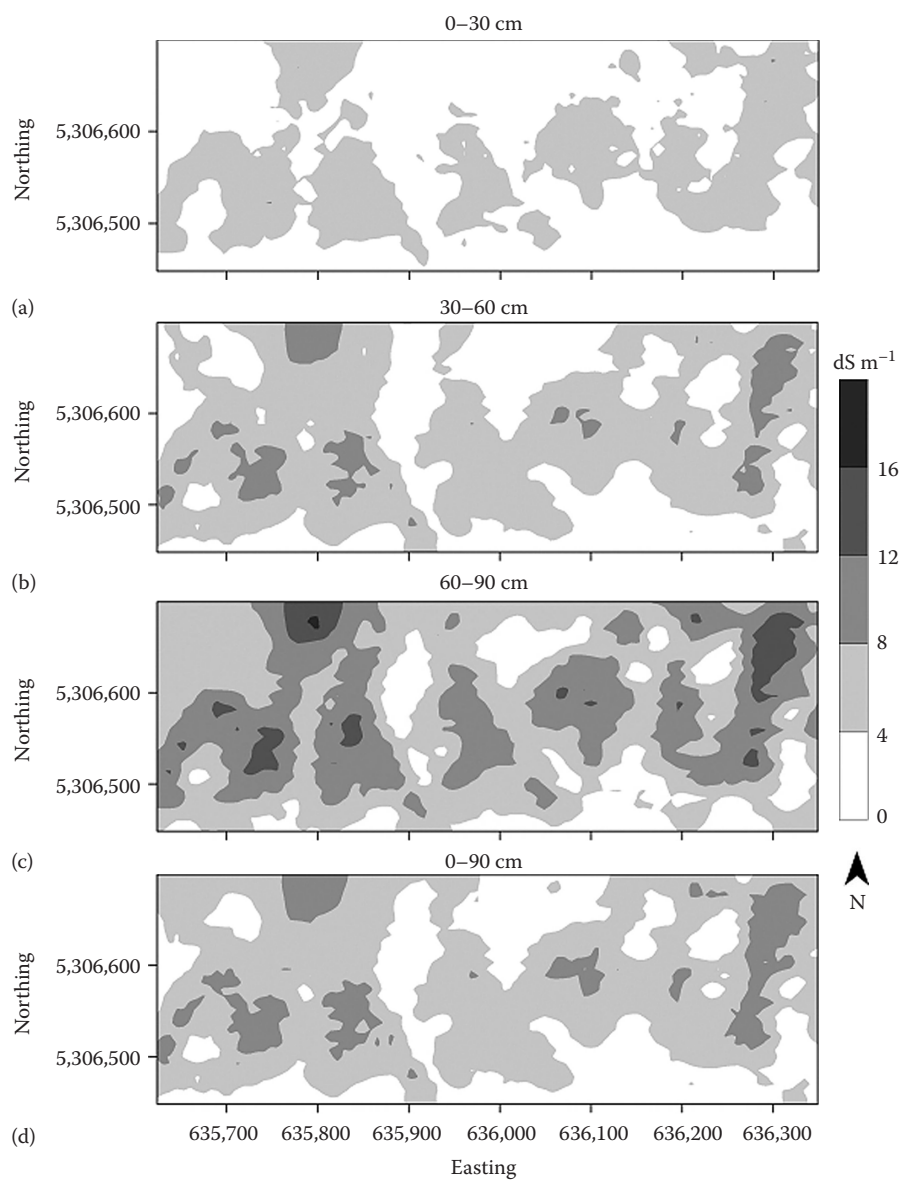 0–30 cm
Northing
5,306,600
5,306,500
(a)
30–60 cm
Northing
5,306,600
5,306,500
(b)
dS m⁻¹
16
12
8
4
0
60–90 cm
Northing
5,306,600
5,306,500
(c)
N
0–90 cm
Northing
5,306,600
5,306,500
(d)
635,700 635,800 635,900 636,000 636,100 636,200 636,300
Easting